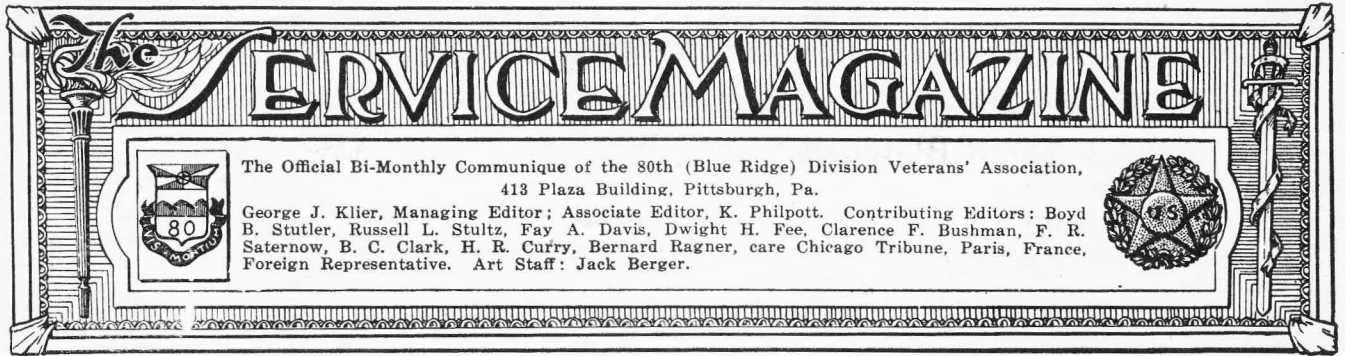 The SERVICE MAGAZINE
The Official Bi-Monthly Communique of the 80th (Blue Ridge) Division Veterans' Association,
413 Plaza Building, Pittsburgh, Pa.
George J. Klier, Managing Editor; Associate Editor, K. Philpott. Contributing Editors: Boyd
B. Stutler, Russell L. Stultz, Fay A. Davis, Dwight H. Fee, Clarence F. Bushman, F. R.
Saternow, B. C. Clark, H. R. Curry, Bernard Ragner, care Chicago Tribune, Paris, France,
Foreign Representative. Art Staff: Jack Berger.
80
US